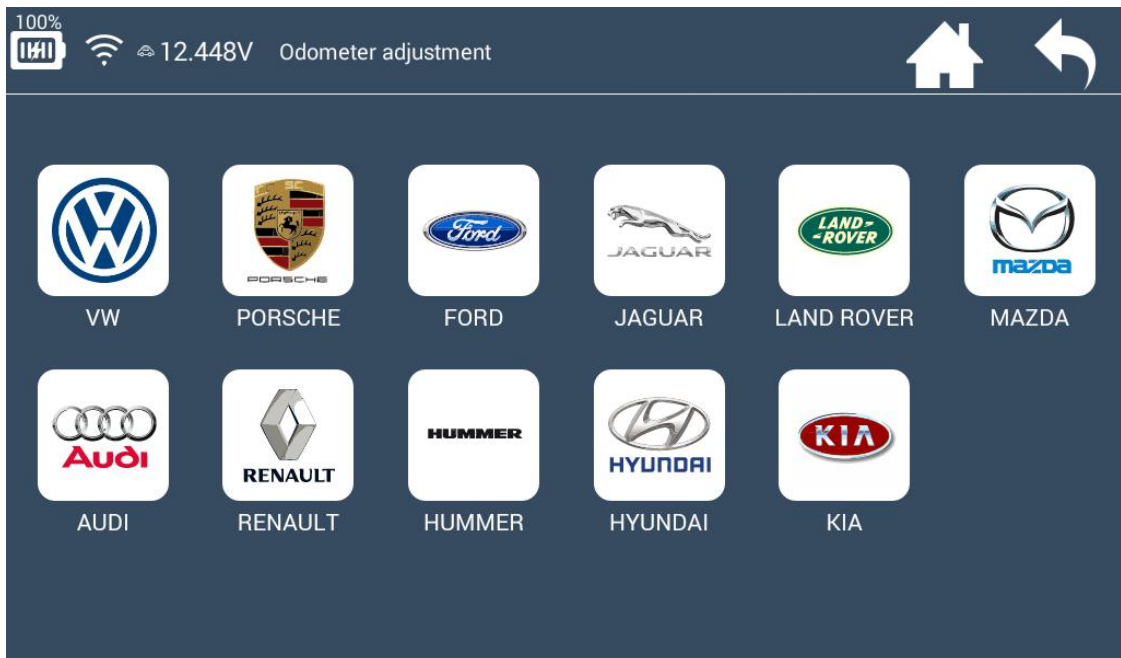 100%
12.448V Odometer adjustment
SC
PORSCHE
Ford
JAGUAR
LAND-
-ROVER
mazda
VW PORSCHE FORD JAGUAR LAND ROVER MAZDA
Audi
RENAULT
HUMMER
HYUNDAI
KIA
AUDI RENAULT HUMMER HYUNDAI KIA